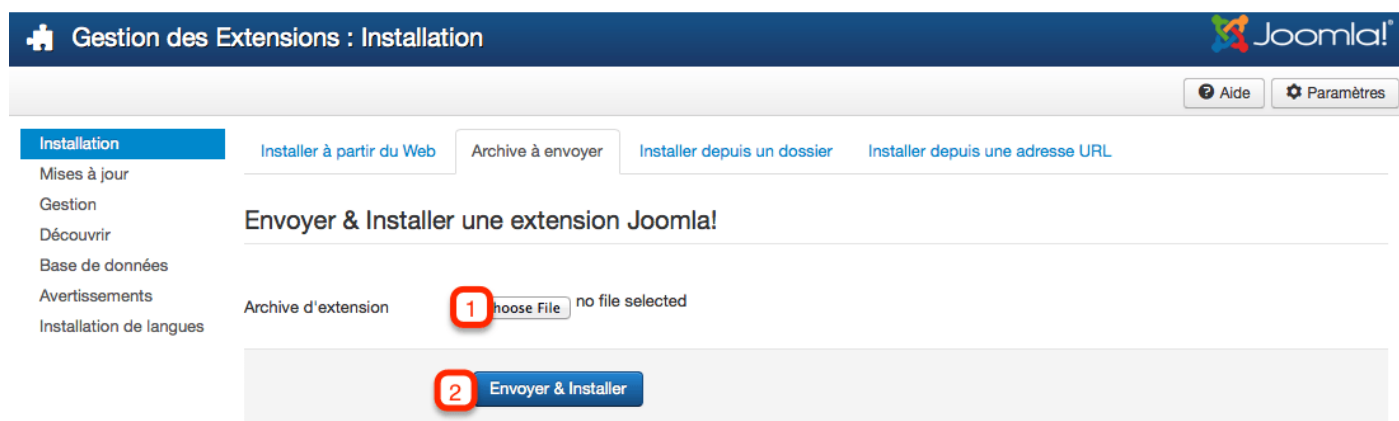 Gestion des Extensions : Installation
Joomla!®
Aide
Paramètres
Installation
Mises à jour
Gestion
Découvrir
Base de données
Avertissements
Installation de langues
Installer à partir du Web
Archive à envoyer
Installer depuis un dossier
Installer depuis une adresse URL
Envoyer & Installer une extension Joomla!
Archive d'extension
1
hoose File
no file selected
2
Envoyer & Installer